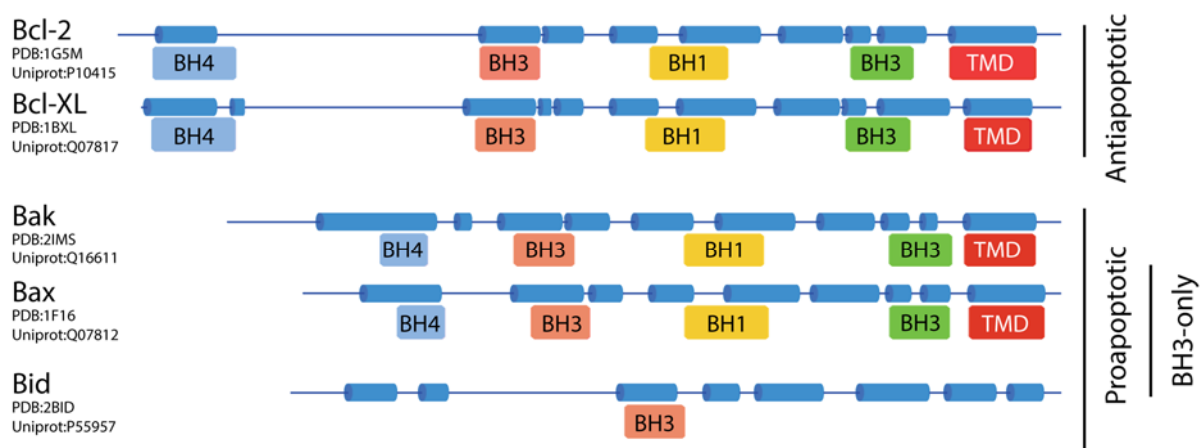 Bcl-2
PDB:1G5M
Uniprot:P10415
BH4 BH3 BH1 BH3 TMD
Bcl-XL
PDB:1BXL
Uniprot:Q07817
BH4 BH3 BH1 BH3 TMD
Antiapoptotic
Bak
PDB:2IMS
Uniprot:Q16611
BH4 BH3 BH1 BH3 TMD
Bax
PDB:1F16
Uniprot:Q07812
BH4 BH3 BH1 BH3 TMD
Bid
PDB:2BID
Uniprot:P55957
BH3
Proapoptotic
BH3-only